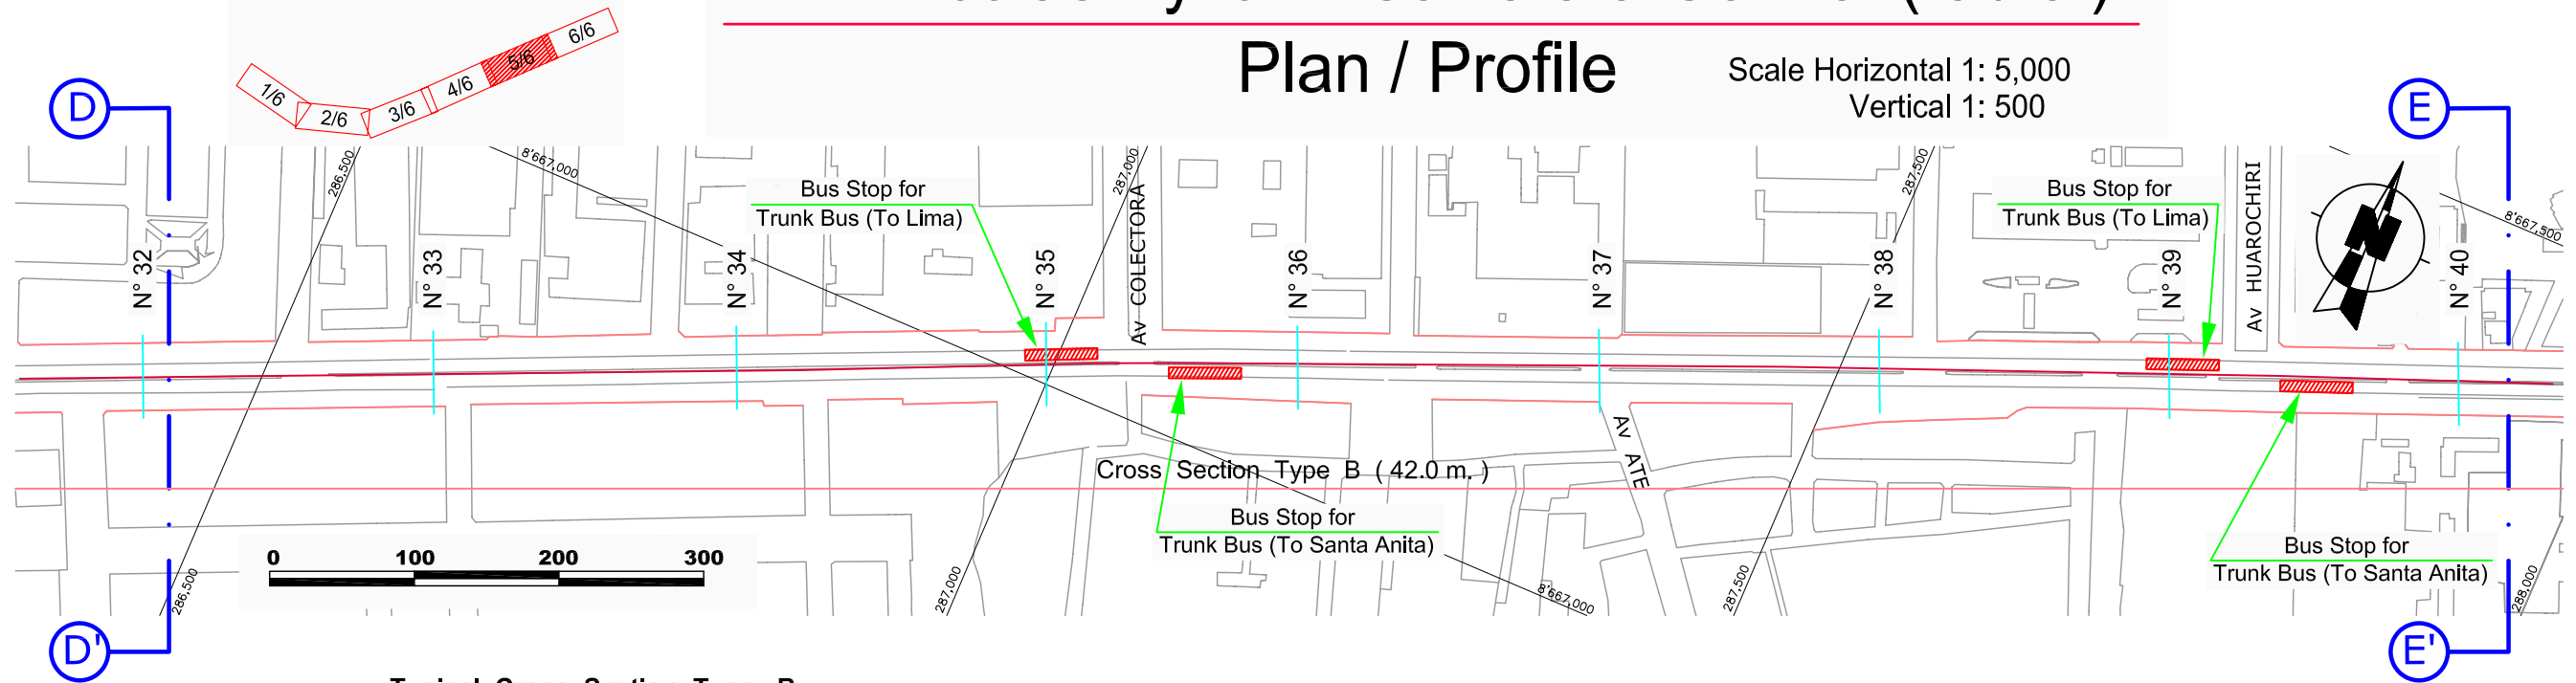 Plan / Profile
Scale Horizontal 1: 5,000
Vertical 1: 500
1/6
2/6
3/6
4/6
5/6
6/6
D
E
286,500
8'667,000
287,000
287,500
8'667,500
Bus Stop for
Trunk Bus (To Lima)
Bus Stop for
Trunk Bus (To Lima)
Av COLECTORA
Av HUAROCHIRI
N
N° 32
N° 33
N° 34
N° 35
N° 36
N° 37
N° 38
N° 39
N° 40
Av ATE
Cross Section Type B ( 42.0 m. )
Bus Stop for
Trunk Bus (To Santa Anita)
Bus Stop for
Trunk Bus (To Santa Anita)
0 100 200 300
286,500
287,000
8'667,000
287,500
288,000
D'
E'
Typical Cross Section Type B